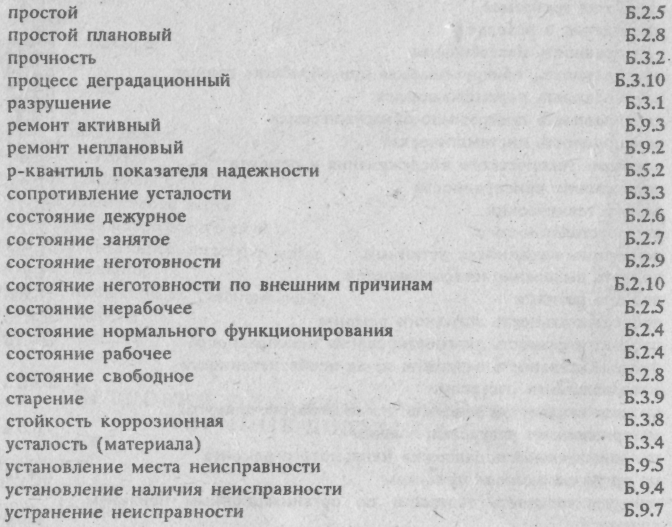 простой Б.2.5
простой плановый Б.2.8
прочность Б.3.2
процесс деградационный Б.3.10
разрушение Б.3.1
ремонт активный Б.9.3
ремонт неплановый Б.9.2
р-квантиль показателя надежности Б.5.2
сопротивление усталости Б.3.3
состояние дежурное Б.2.6
состояние занятое Б.2.7
состояние неготовности Б.2.9
состояние неготовности по внешним причинам Б.2.10
состояние нерабочее Б.2.5
состояние нормального функционирования Б.2.4
состояние рабочее Б.2.4
состояние свободное Б.2.8
старение Б.3.9
стойкость коррозионная Б.3.8
усталость (материала) Б.3.4
установление места неисправности Б.9.5
установление наличия неисправности Б.9.4
устранение неисправности Б.9.7